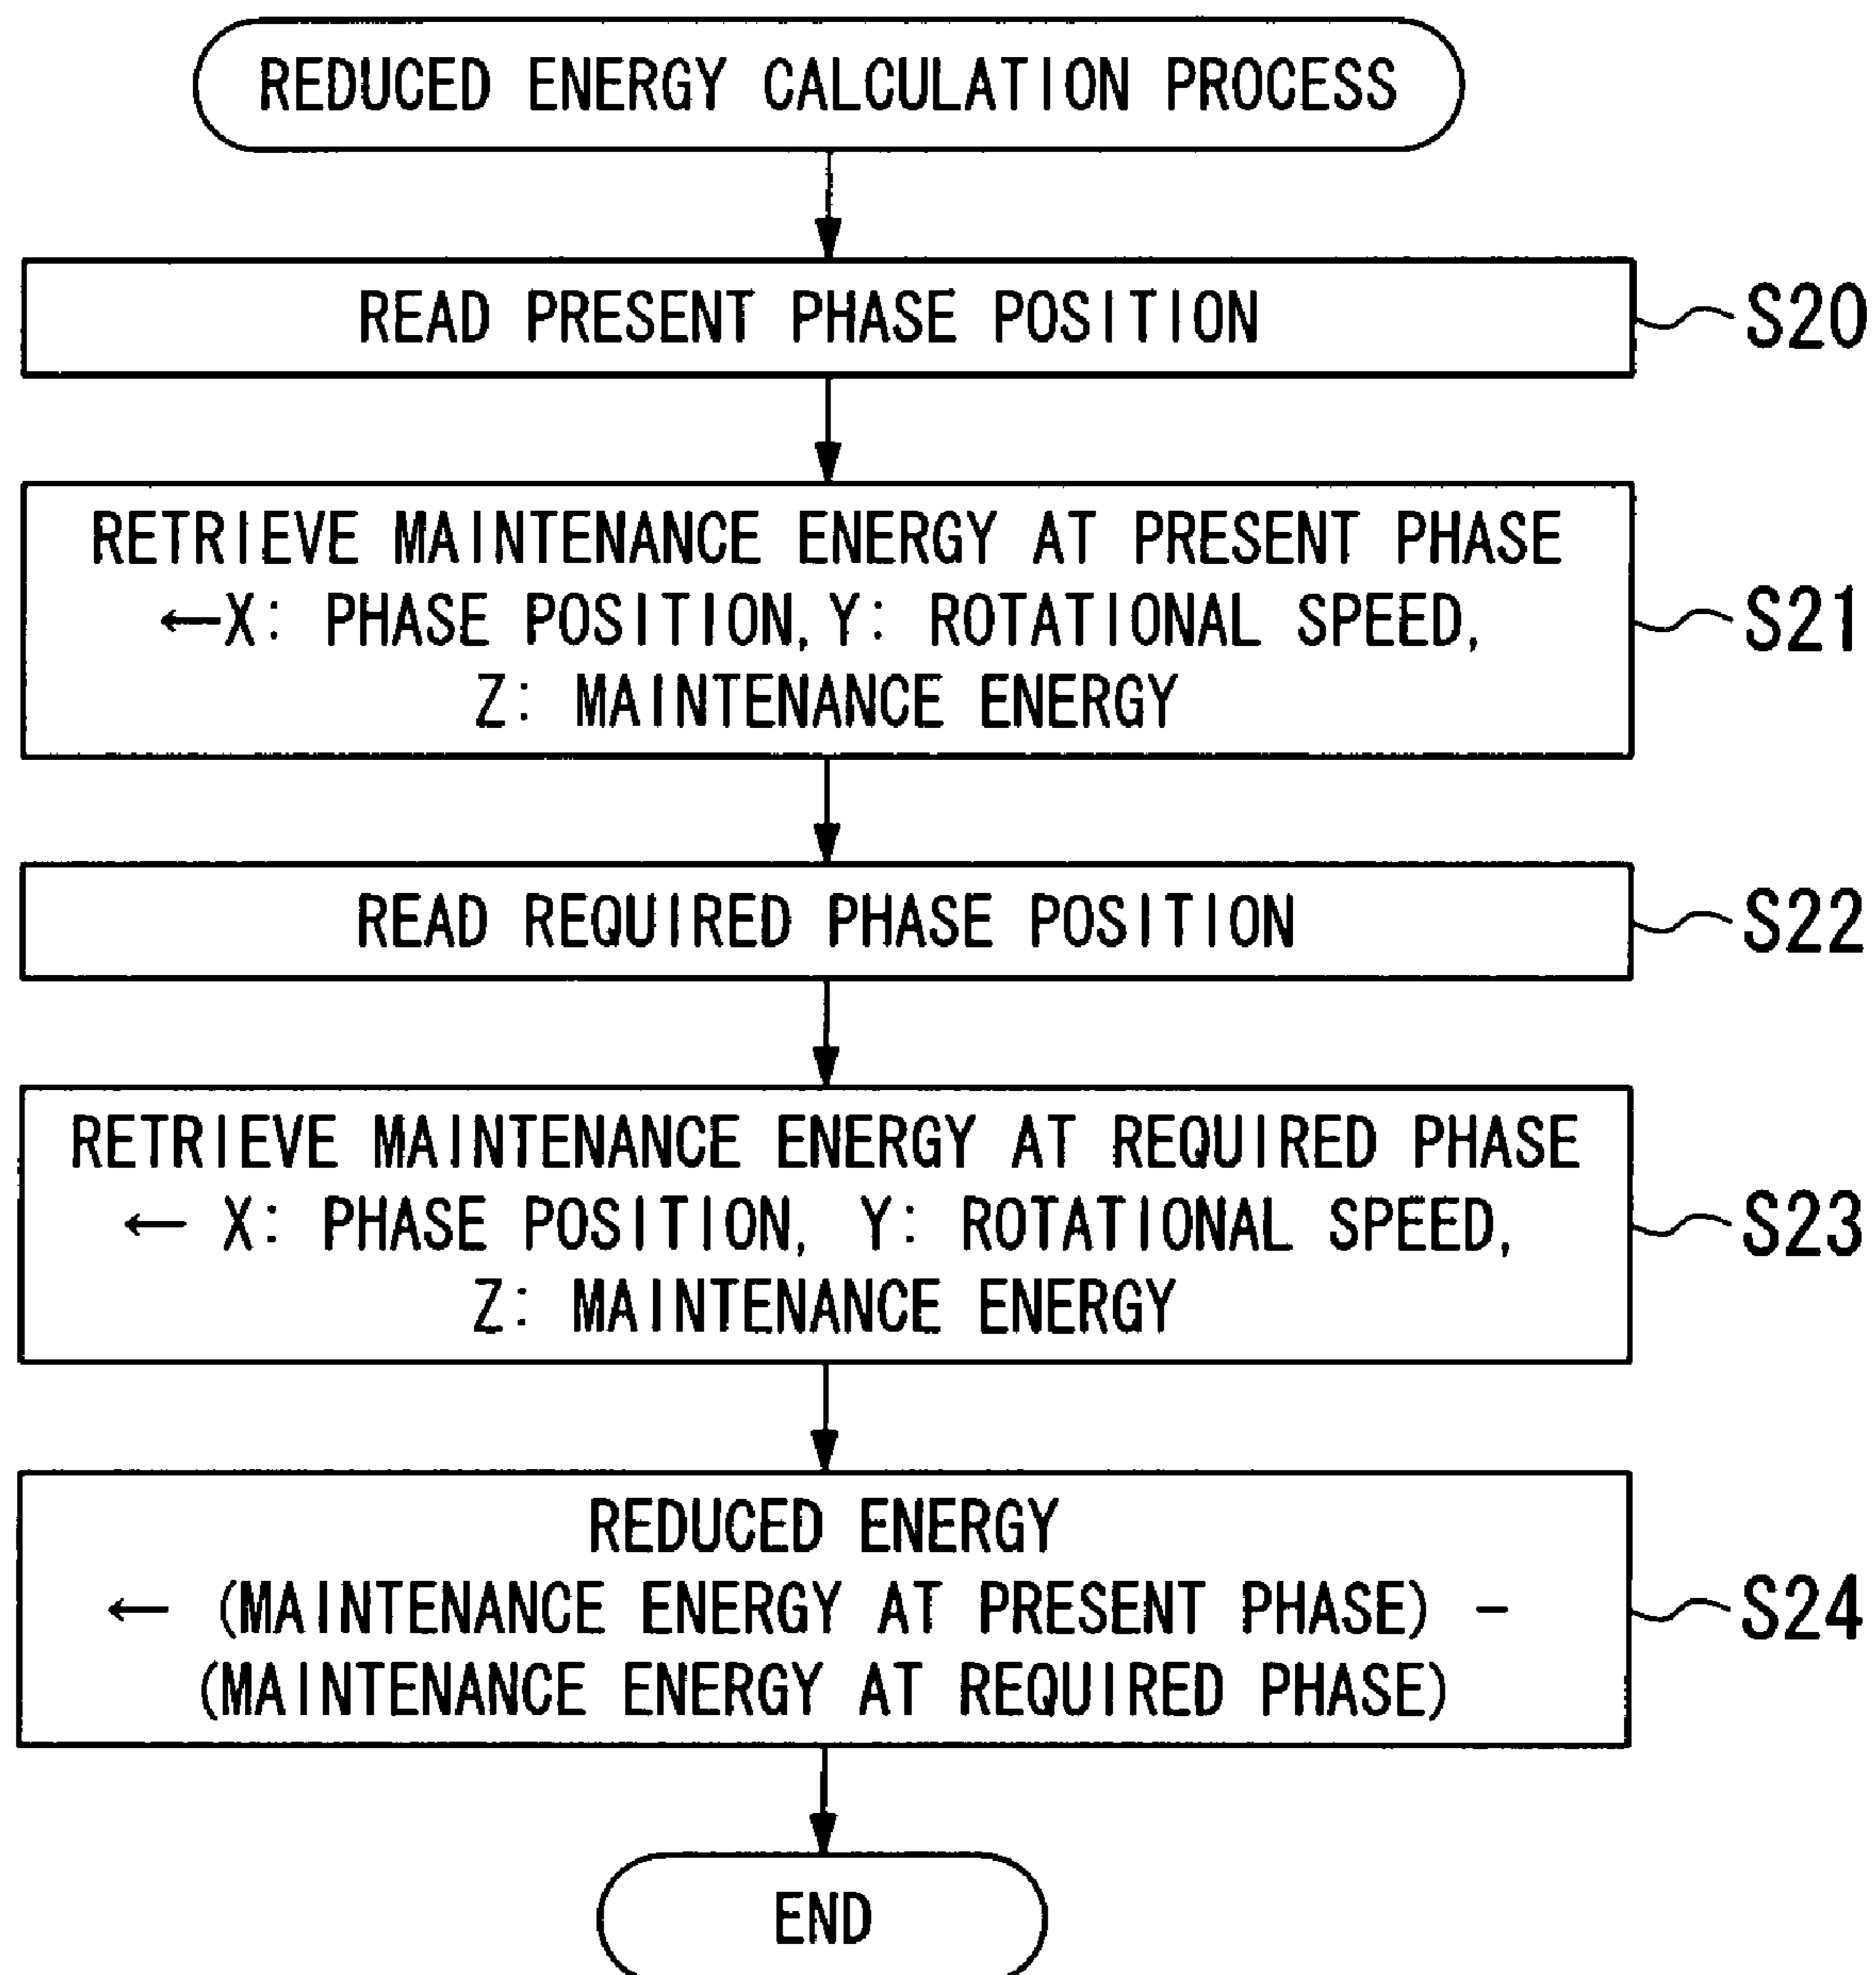 REDUCED ENERGY CALCULATION PROCESS
READ PRESENT PHASE POSITION
S20
RETRIEVE MAINTENANCE ENERGY AT PRESENT PHASE
←X: PHASE POSITION, Y: ROTATIONAL SPEED,
Z: MAINTENANCE ENERGY
S21
READ REQUIRED PHASE POSITION
S22
RETRIEVE MAINTENANCE ENERGY AT REQUIRED PHASE
← X: PHASE POSITION, Y: ROTATIONAL SPEED,
Z: MAINTENANCE ENERGY
S23
REDUCED ENERGY
← (MAINTENANCE ENERGY AT PRESENT PHASE) −
(MAINTENANCE ENERGY AT REQUIRED PHASE)
S24
END